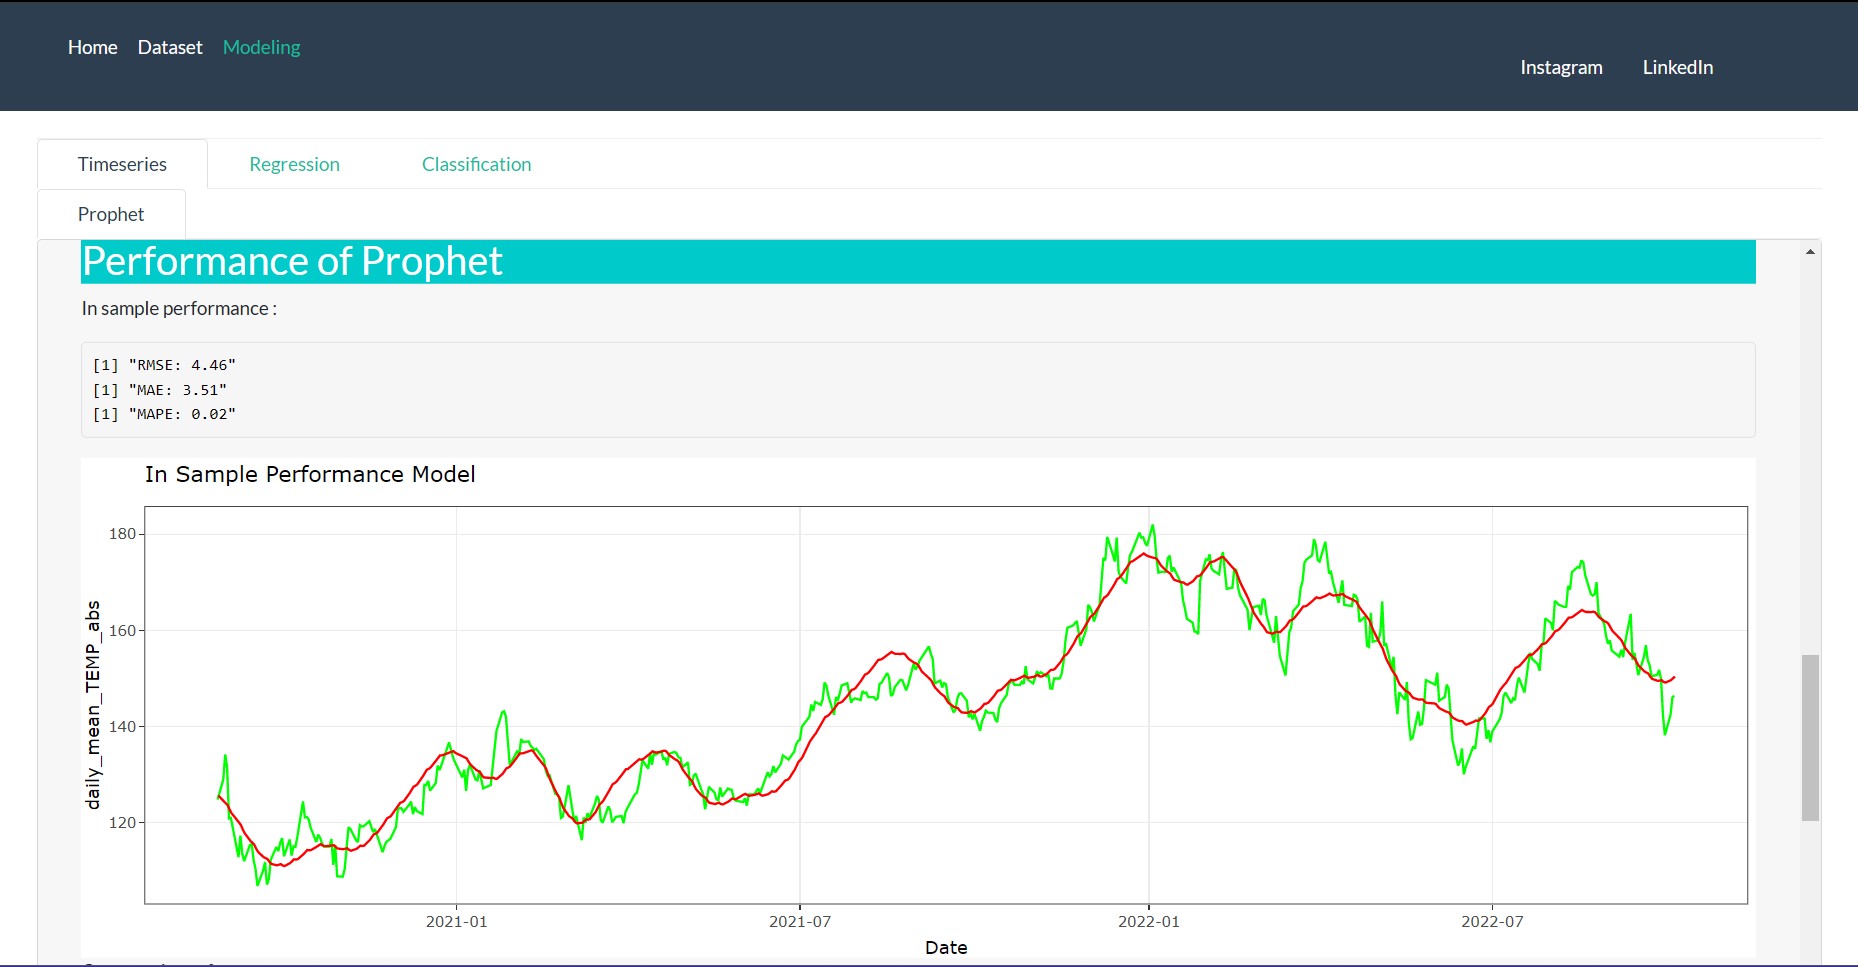 Home Dataset Modeling
Instagram LinkedIn
Timeseries Regression Classification
Prophet
Performance of Prophet
In sample performance :
[1] "RMSE: 4.46"
[1] "MAE: 3.51"
[1] "MAPE: 0.02"
In Sample Performance Model
180
160
140
120
daily_mean_TEMP_abs
2021-01 2021-07 2022-01 2022-07
Date